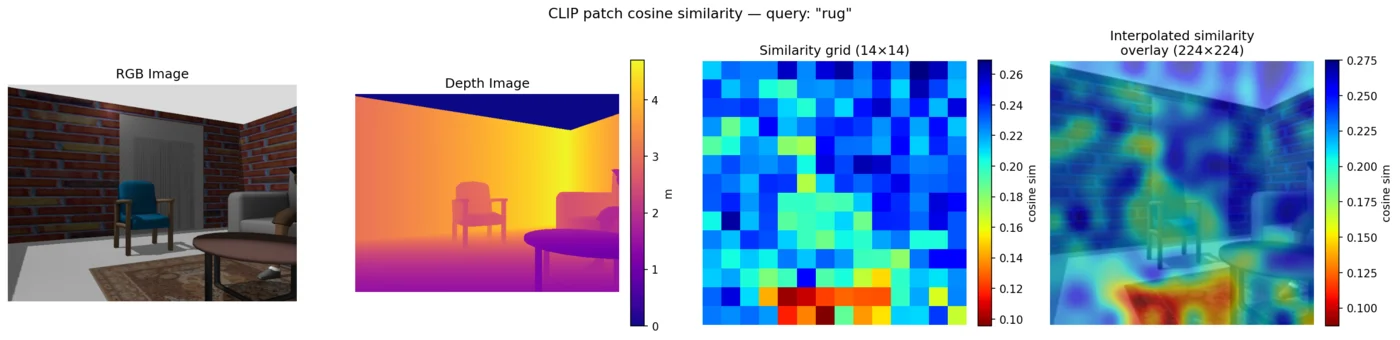 CLIP patch cosine similarity — query: "rug"
RGB Image
Depth Image
4
3
2
1
0
m
Similarity grid (14×14)
0.26
0.24
0.22
0.20
0.18
0.16
0.14
0.12
0.10
cosine sim
Interpolated similarity
overlay (224×224)
0.275
0.250
0.225
0.200
0.175
0.150
0.125
0.100
cosine sim